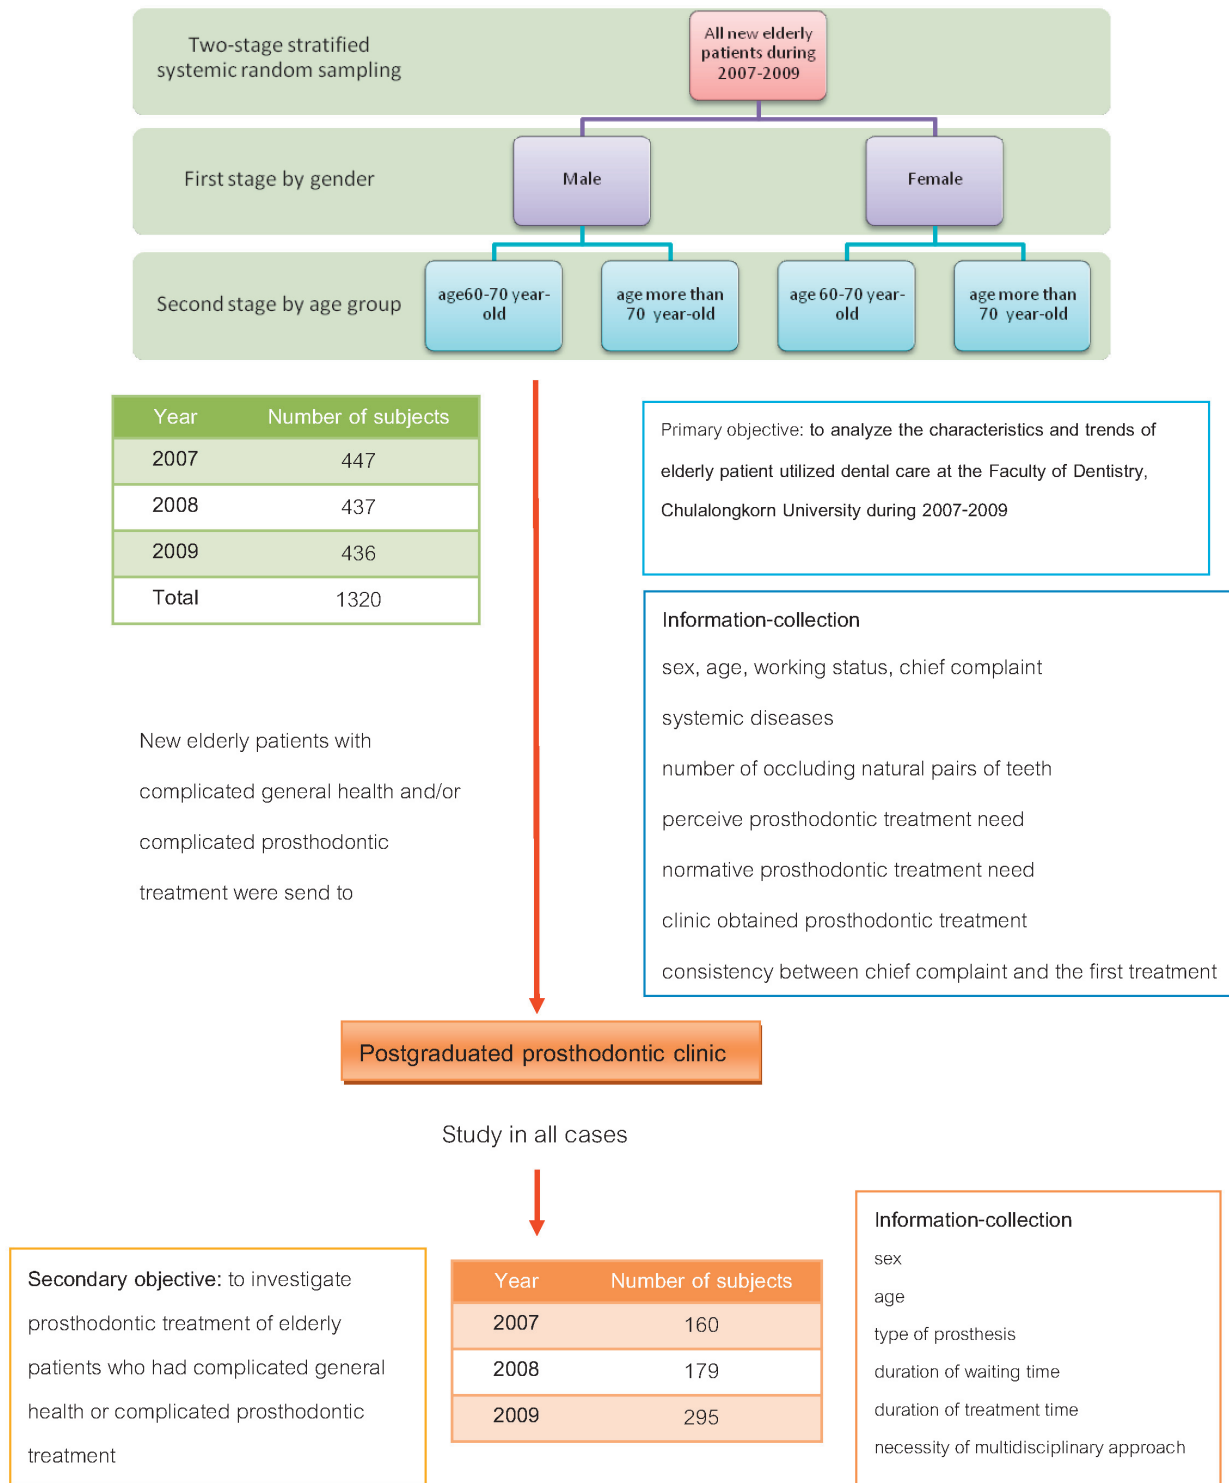 Two-stage stratified
systemic random sampling
All new elderly
patients during
2007-2009
First stage by gender
Male
Female
Second stage by age group
age60-70 year-
old
age more than
70 year-old
age 60-70 year-
old
age more than
70 year-old
Year Number of subjects
2007 447
2008 437
2009 436
Total 1320
Primary objective: to analyze the characteristics and trends of
elderly patient utilized dental care at the Faculty of Dentistry,
Chulalongkorn University during 2007-2009
Information-collection
sex, age, working status, chief complaint
systemic diseases
number of occluding natural pairs of teeth
perceive prosthodontic treatment need
normative prosthodontic treatment need
clinic obtained prosthodontic treatment
consistency between chief complaint and the first treatment
New elderly patients with
complicated general health and/or
complicated prosthodontic
treatment were send to
Postgraduated prosthodontic clinic
Study in all cases
Secondary objective: to investigate
prosthodontic treatment of elderly
patients who had complicated general
health or complicated prosthodontic
treatment
Year Number of subjects
2007 160
2008 179
2009 295
Information-collection
sex
age
type of prosthesis
duration of waiting time
duration of treatment time
necessity of multidisciplinary approach